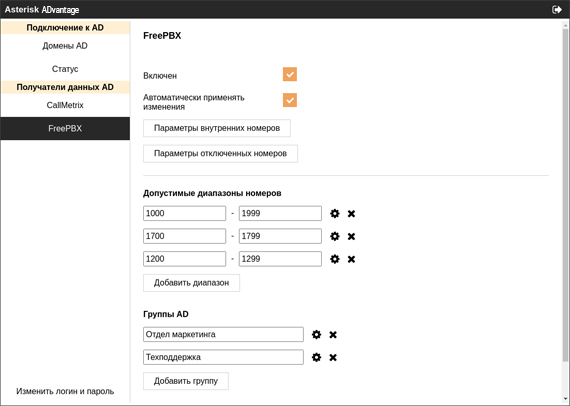 Asterisk ADvantage
Подключение к AD
Домены AD
Статус
Получатели данных AD
CallMetrix
FreePBX
Изменить логин и пароль
FreePBX
Включен
Автоматически применять
изменения
Параметры внутренних номеров
Параметры отключенных номеров
Допустимые диапазоны номеров
1000 - 1999
1700 - 1799
1200 - 1299
Добавить диапазон
Группы AD
Отдел маркетинга
Техподдержка
Добавить группу